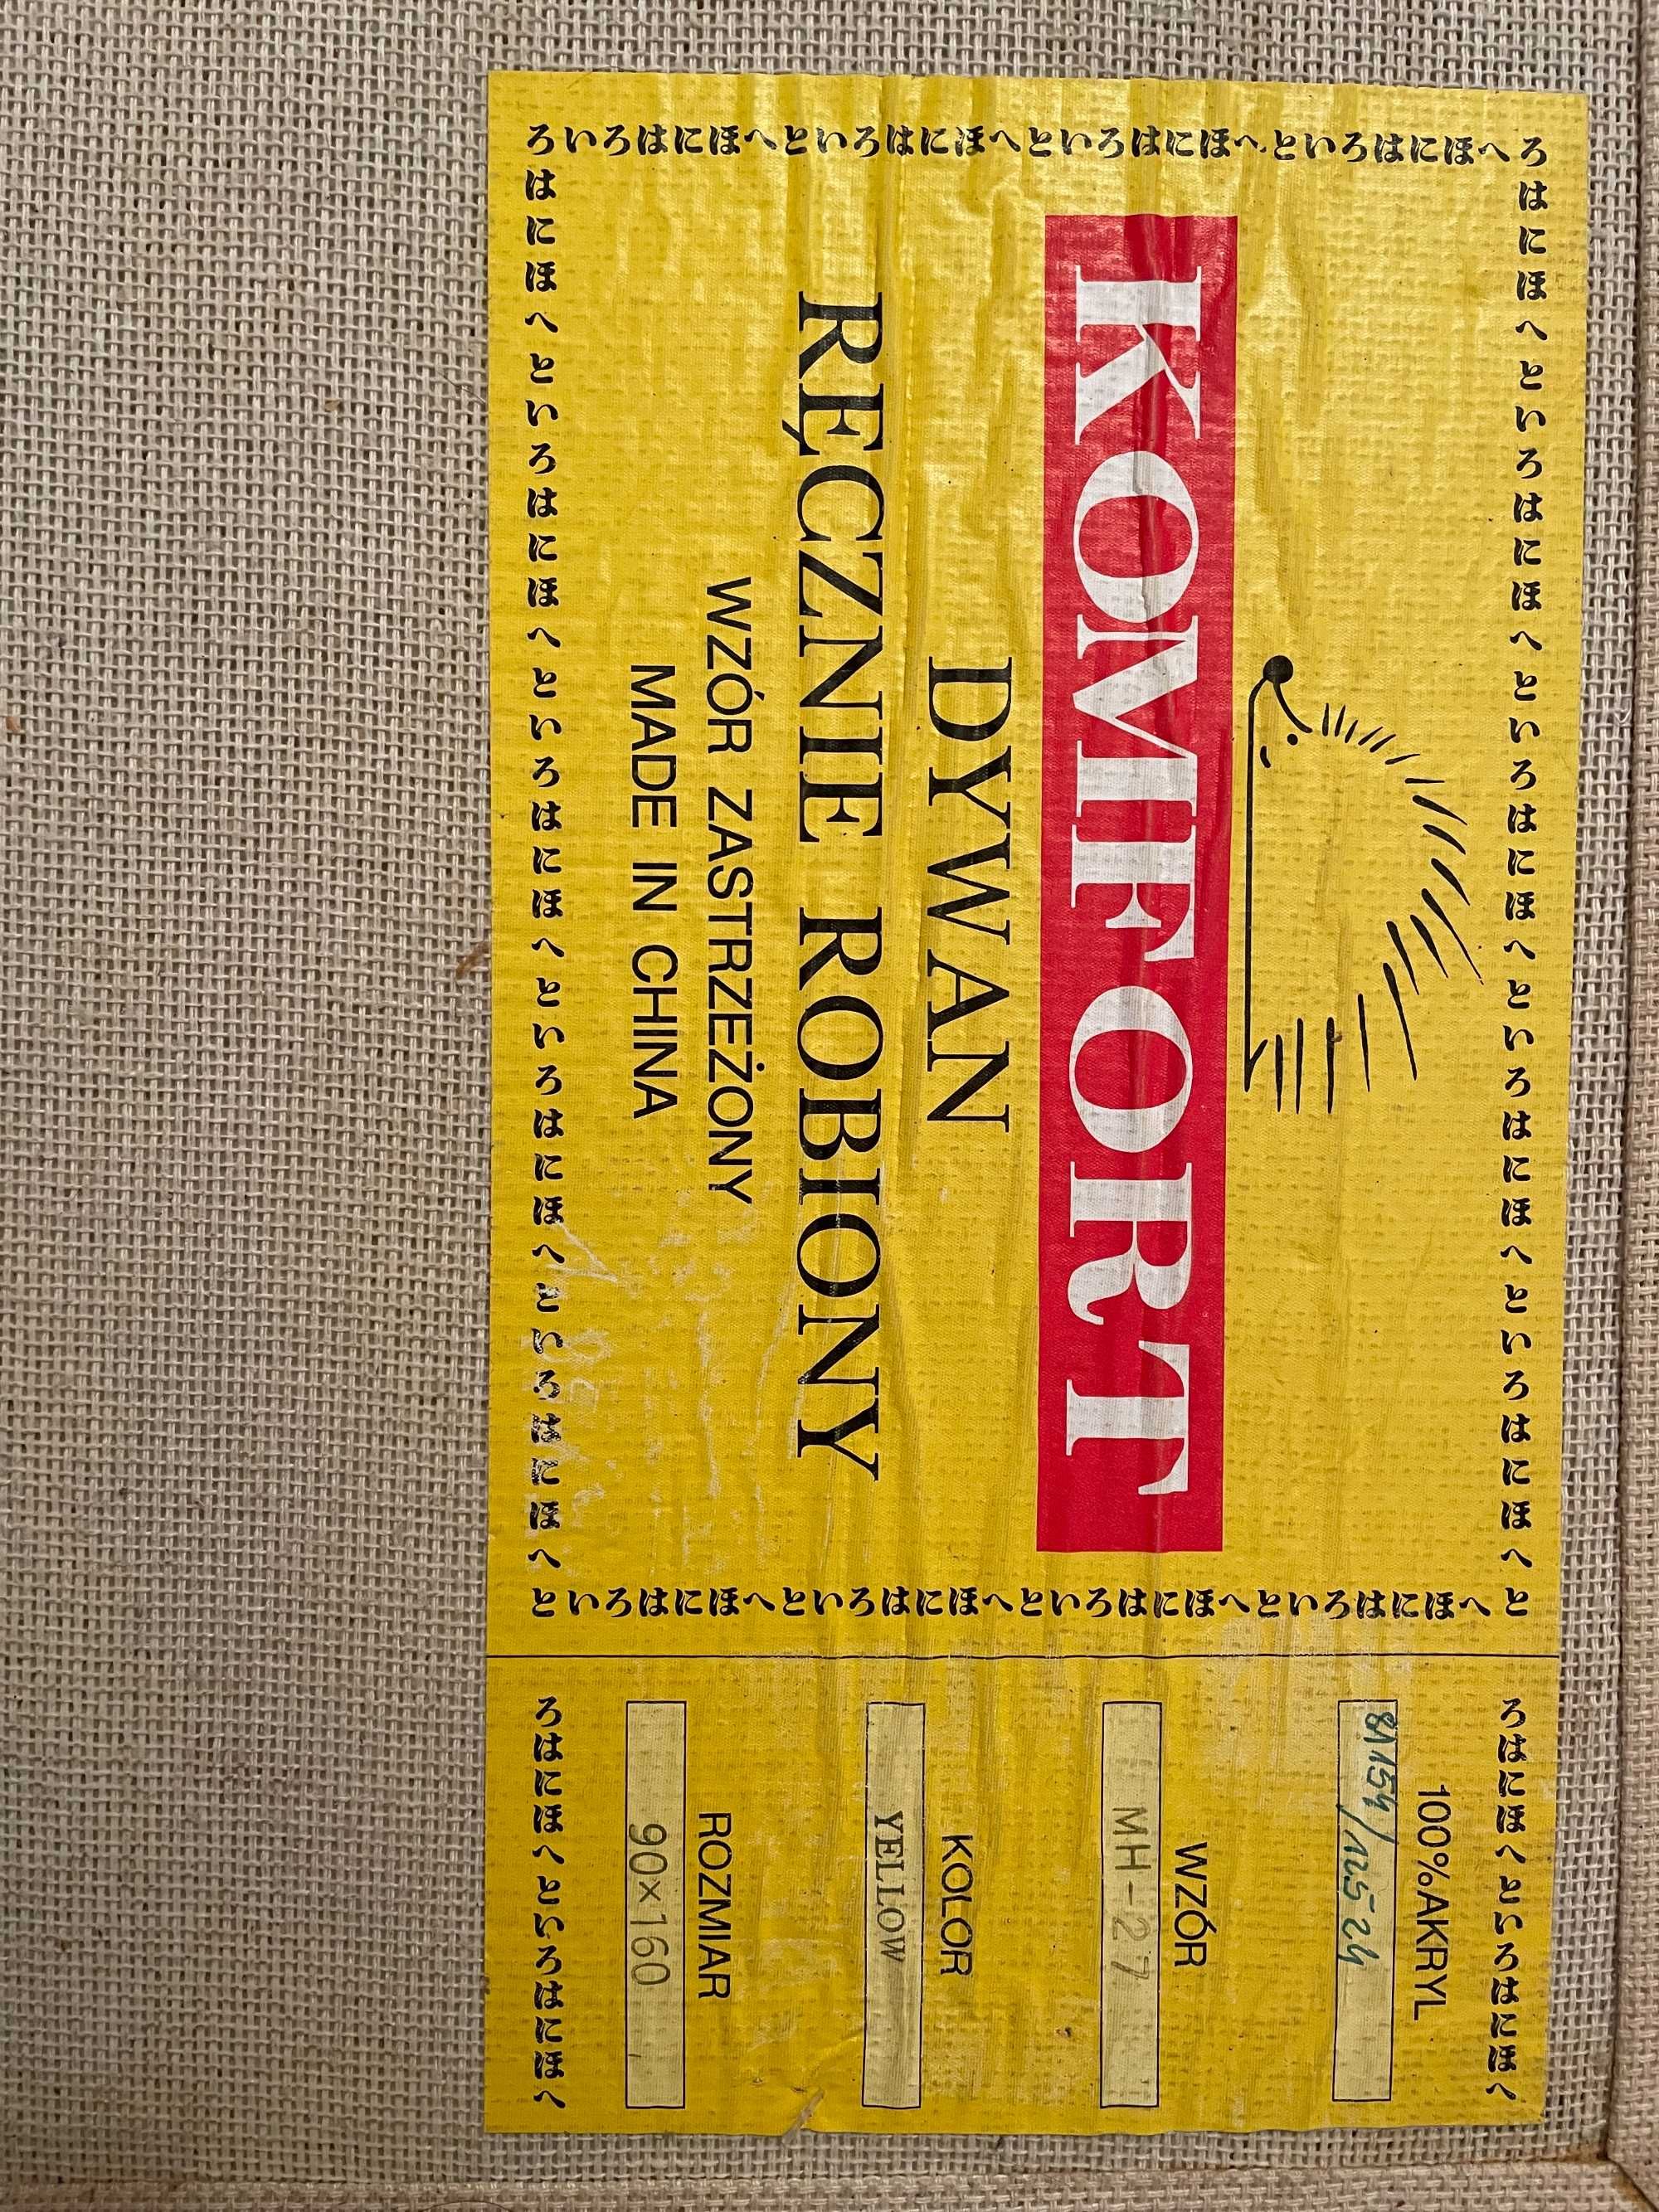 ろはにほへといろはにほへといろはにほへといろはにほへといろはにほへと
ろいろはにほへといろはにほへといろはにほへといろはにほへろ
KOMFORT
DYWAN
RĘCZNIE ROBIONY
WZÓR ZASTRZEŻONY
MADE IN CHINA
といろはにほへといろはにほへといろはにほへといろはにほへと
ろはにほへといろはにほへといろはにほへといろはにほへといろはにほへと
ろはにほへといろはにほへ
100%AKRYL
81154/12524
WZÓR
MH-27
KOLOR
YELLOW
ROZMIAR
90×160
ろはにほへといろはにほへ